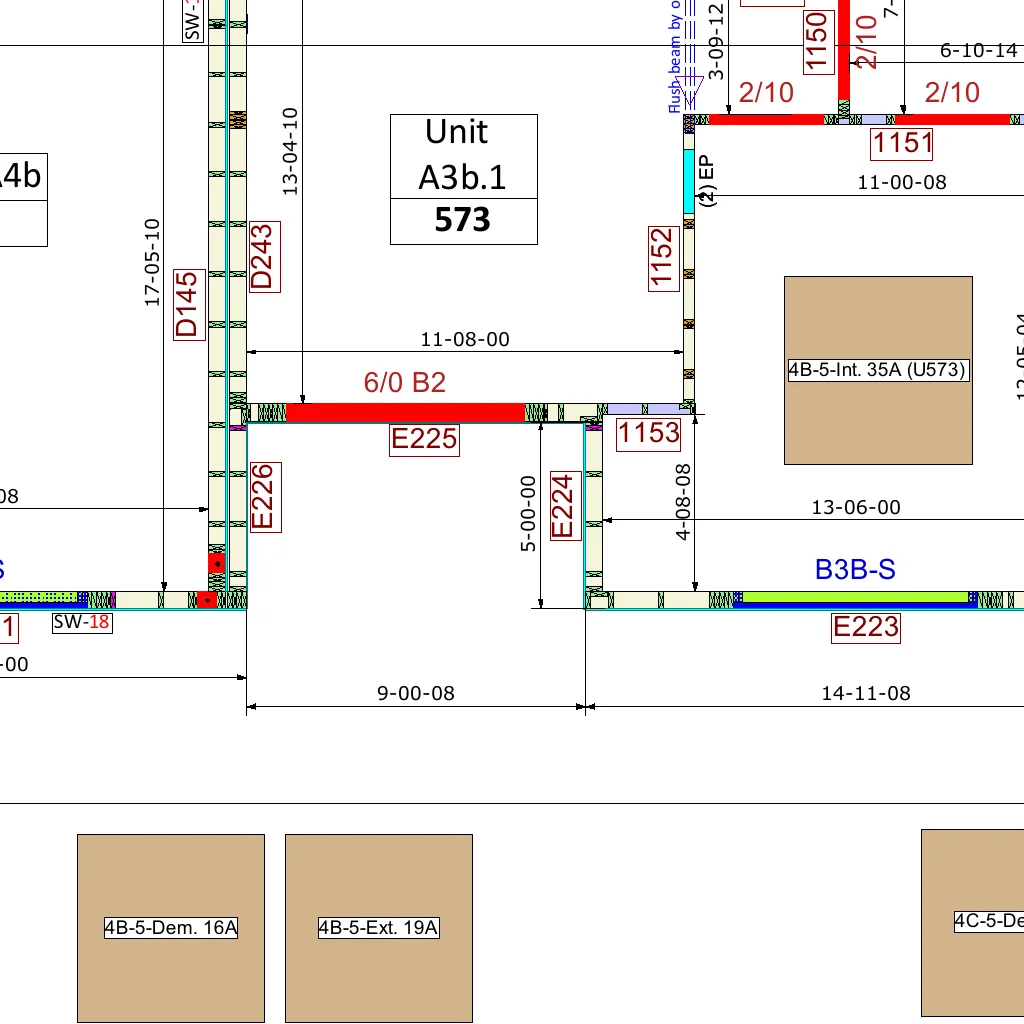 SW-
Flush beam by o
3-09-12
1150
2/10
7-
6-10-14
2/10
2/10
1151
11-00-08
(2) EP
13-04-10
Unit
A3b.1
573
A4b
17-05-10
D145
D243
1152
11-08-00
6/0 B2
4B-5-Int. 35A (U573)
12-05-04
E225
1153
E226
5-00-00
E224
4-08-08
08
13-06-00
S
B3B-S
1
SW-18
E223
-00
9-00-08
14-11-08
4B-5-Dem. 16A
4B-5-Ext. 19A
4C-5-De